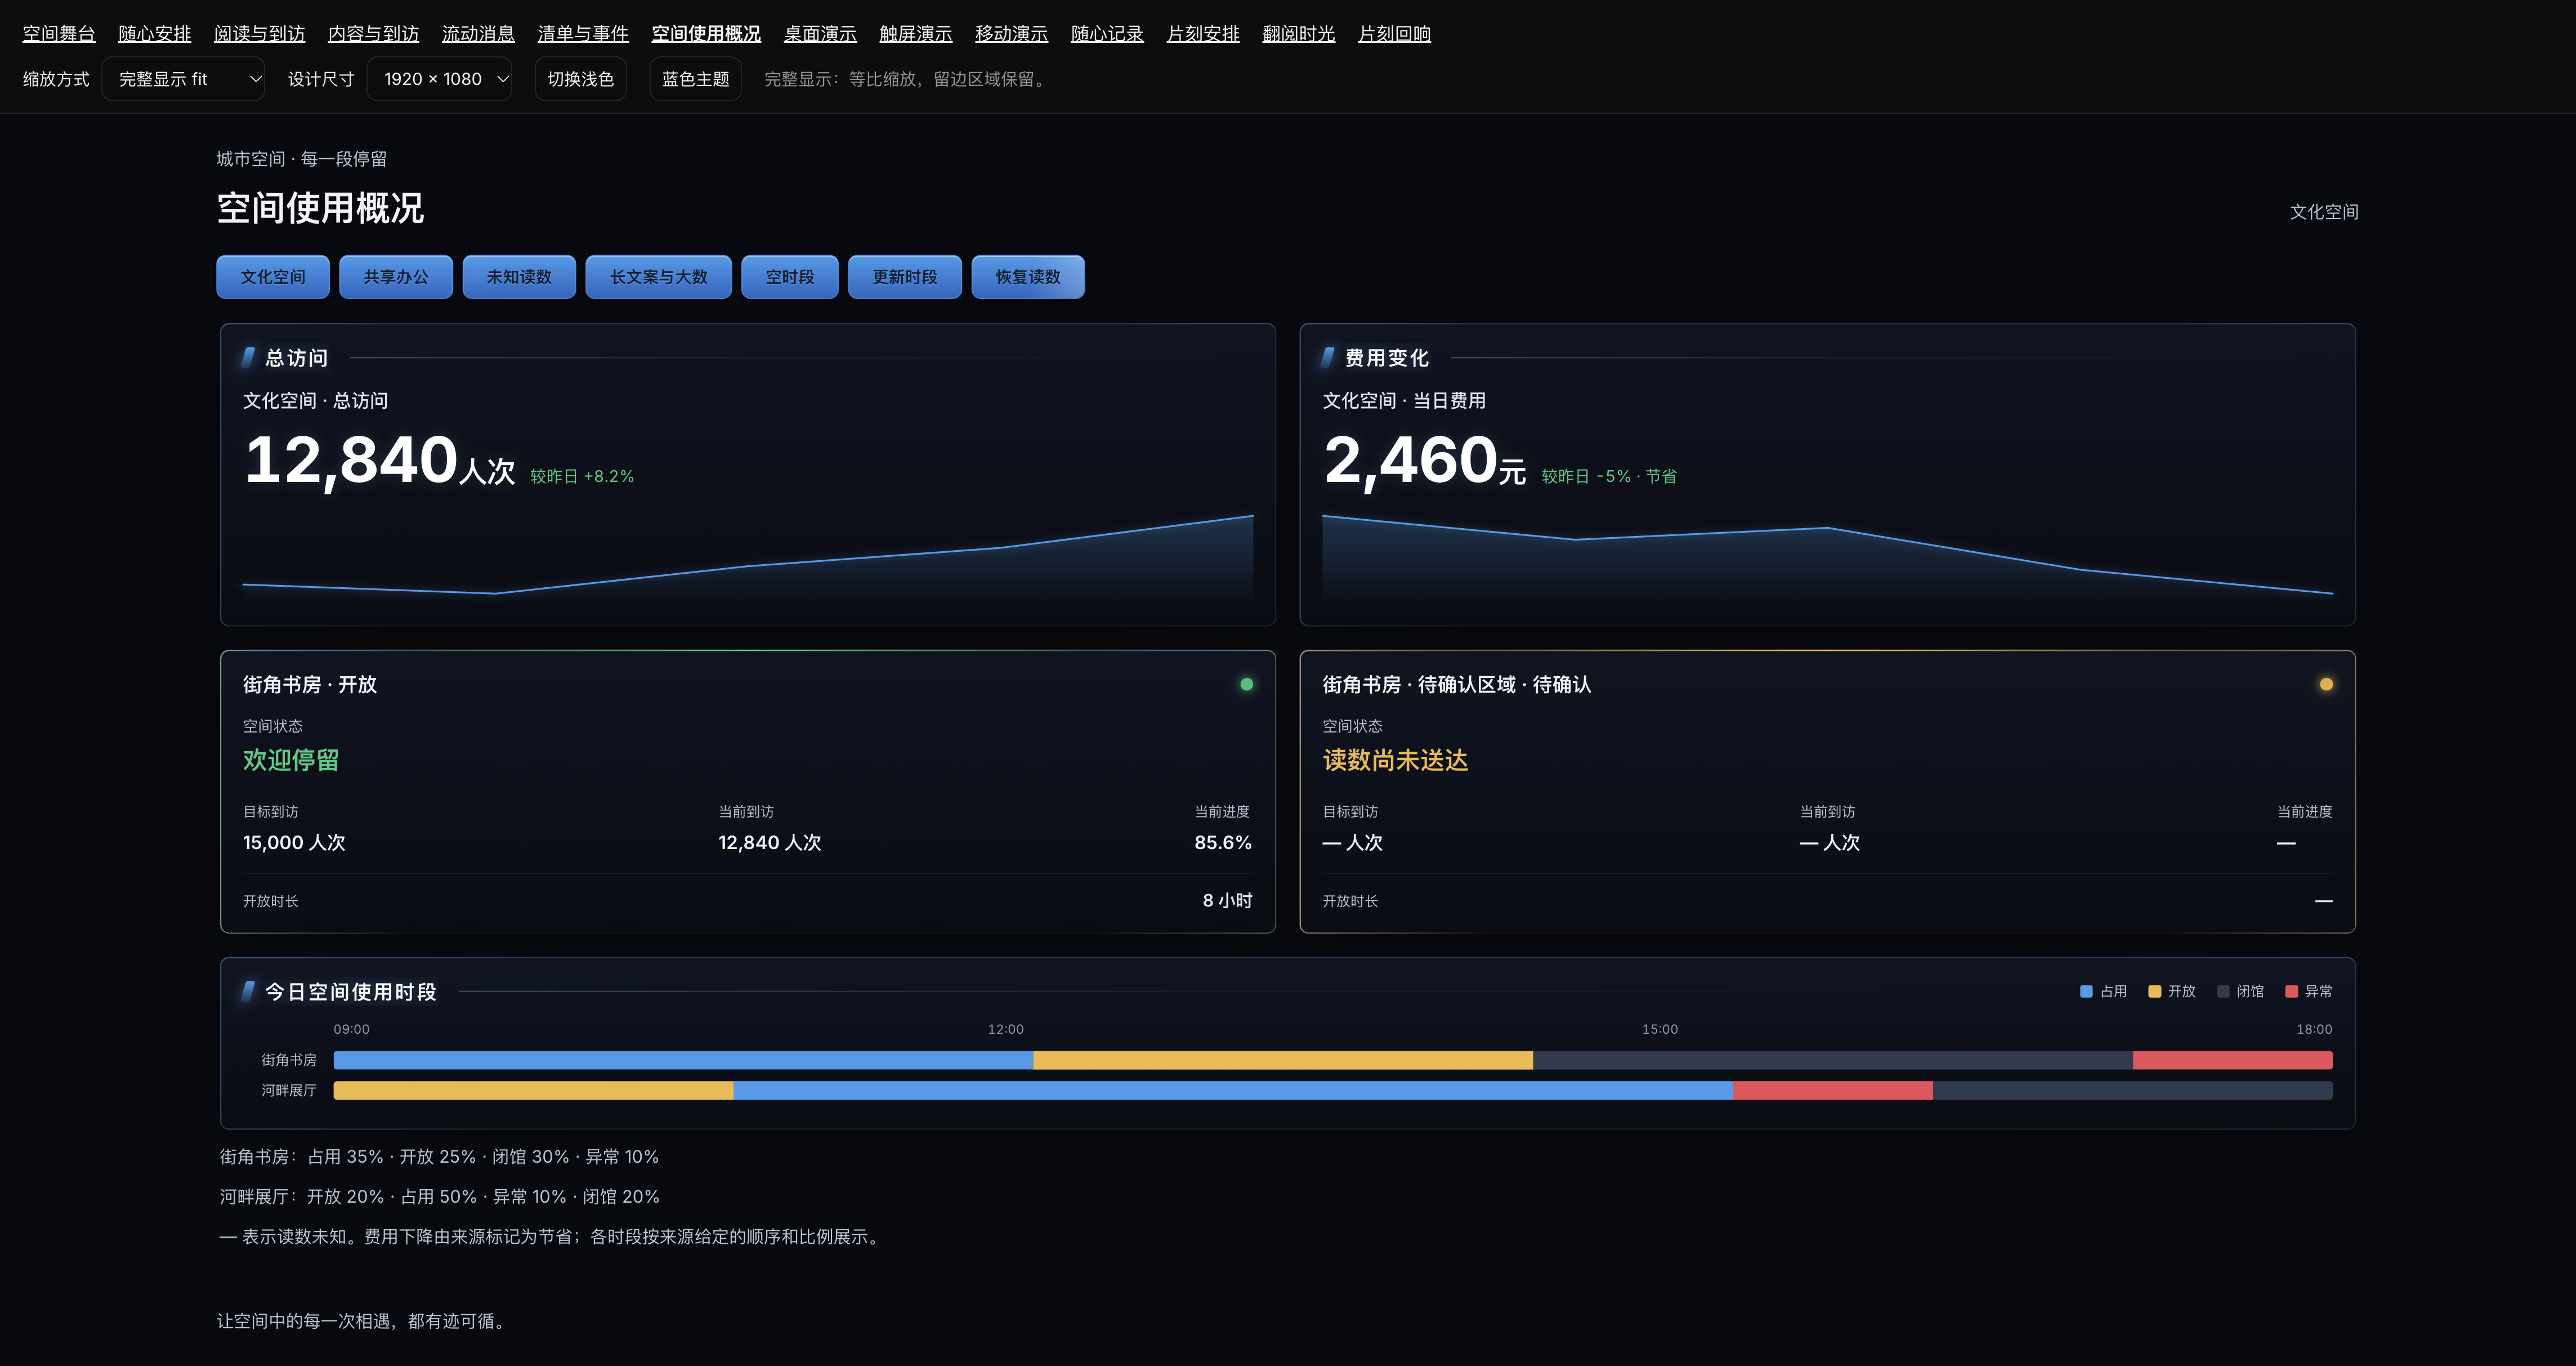 空间舞台 随心安排 阅读与到访 内容与到访 流动消息 清单与事件 空间使用概况 桌面演示 触屏演示 移动演示 随心记录 片刻安排 翻阅时光 片刻回响
缩放方式 完整显示 fit 设计尺寸 1920 × 1080 切换浅色 蓝色主题 完整显示：等比缩放，留边区域保留。
城市空间 · 每一段停留
空间使用概况
文化空间
文化空间 共享办公 未知读数 长文案与大数 空时段 更新时段 恢复读数
总访问
文化空间 · 总访问
12,840人次 较昨日 +8.2%
费用变化
文化空间 · 当日费用
2,460元 较昨日 -5% · 节省
街角书房 · 开放
空间状态
欢迎停留
目标到访 当前到访 当前进度
15,000 人次 12,840 人次 85.6%
开放时长 8 小时
街角书房 · 待确认区域 · 待确认
空间状态
读数尚未送达
目标到访 当前到访 当前进度
— 人次 — 人次 —
开放时长 —
今日空间使用时段 占用 开放 闭馆 异常
09:00 12:00 15:00 18:00
街角书房
河畔展厅
街角书房：占用 35% · 开放 25% · 闭馆 30% · 异常 10%
河畔展厅：开放 20% · 占用 50% · 异常 10% · 闭馆 20%
— 表示读数未知。费用下降由来源标记为节省；各时段按来源给定的顺序和比例展示。
让空间中的每一次相遇，都有迹可循。